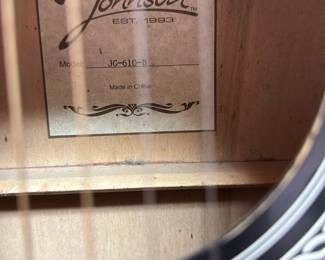 Johnson
EST. 1993
Model: JG-610-B
Made in China